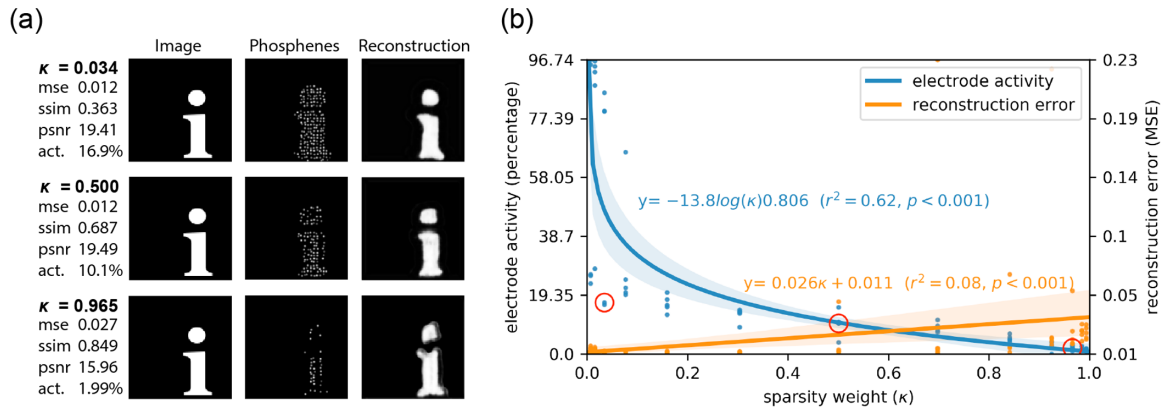 (a)
Image Phosphenes Reconstruction
κ = 0.034
mse 0.012
ssim 0.363
psnr 19.41
act. 16.9%
κ = 0.500
mse 0.012
ssim 0.687
psnr 19.49
act. 10.1%
κ = 0.965
mse 0.027
ssim 0.849
psnr 15.96
act. 1.99%
(b)
electrode activity (percentage)
96.74
77.39
58.05
38.7
19.35
0.0
electrode activity
reconstruction error
y= −13.8log(κ)0.806 (r² = 0.62, p < 0.001)
y= 0.026κ + 0.011 (r² = 0.08, p < 0.001)
0.23
0.19
0.14
0.10
0.05
0.01
reconstruction error (MSE)
0.0 0.2 0.4 0.6 0.8 1.0
sparsity weight (κ)